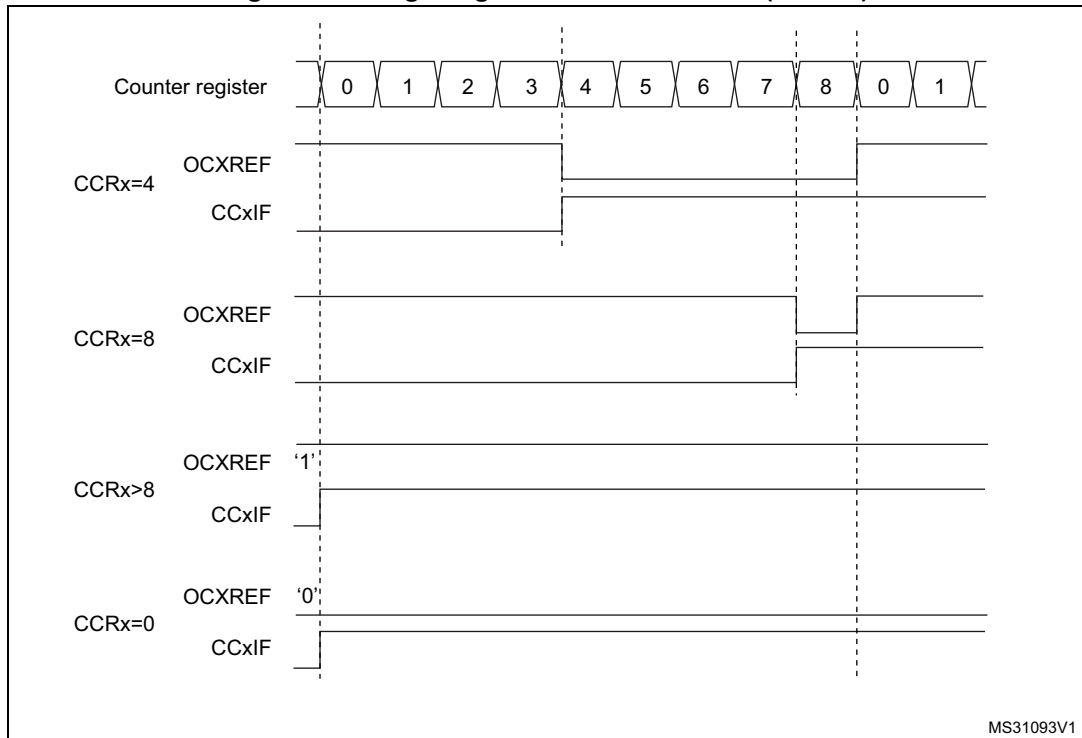 Counter register 0 1 2 3 4 5 6 7 8 0 1
OCXREF
CCRx=4
CCxIF
OCXREF
CCRx=8
CCxIF
OCXREF ‘1’
CCRx>8
CCxIF
OCXREF ‘0’
CCRx=0
CCxIF
MS31093V1